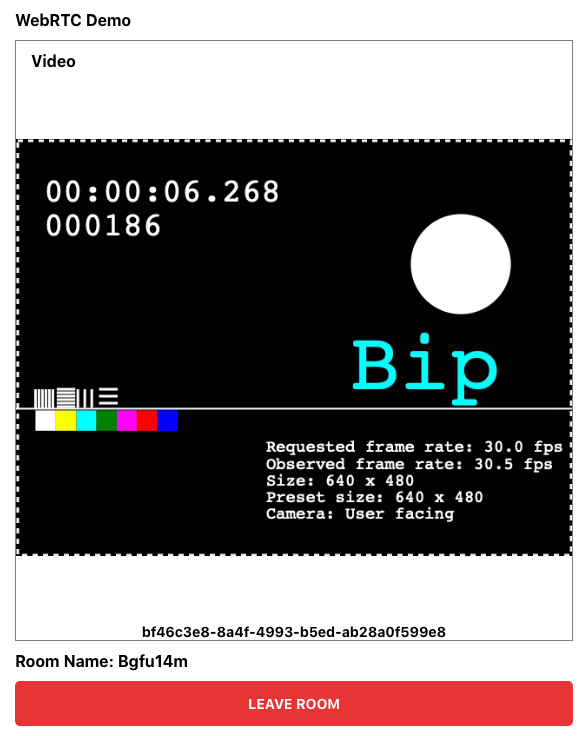 WebRTC Demo
Video
00:00:06.268
000186
Bip
Requested frame rate: 30.0 fps
Observed frame rate: 30.5 fps
Size: 640 x 480
Preset size: 640 x 480
Camera: User facing
bf46c3e8-8a4f-4993-b5ed-ab28a0f599e8
Room Name: Bgfu14m
LEAVE ROOM